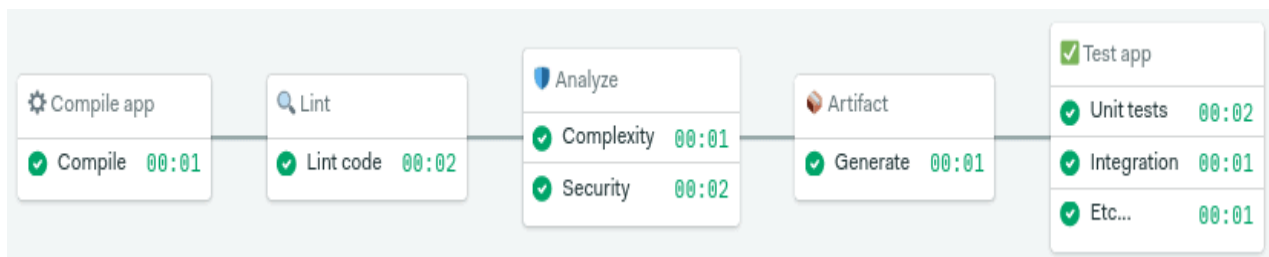 Compile app
Compile 00:01
Lint
Lint code 00:02
Analyze
Complexity 00:01
Security 00:02
Artifact
Generate 00:01
Test app
Unit tests 00:02
Integration 00:01
Etc... 00:01